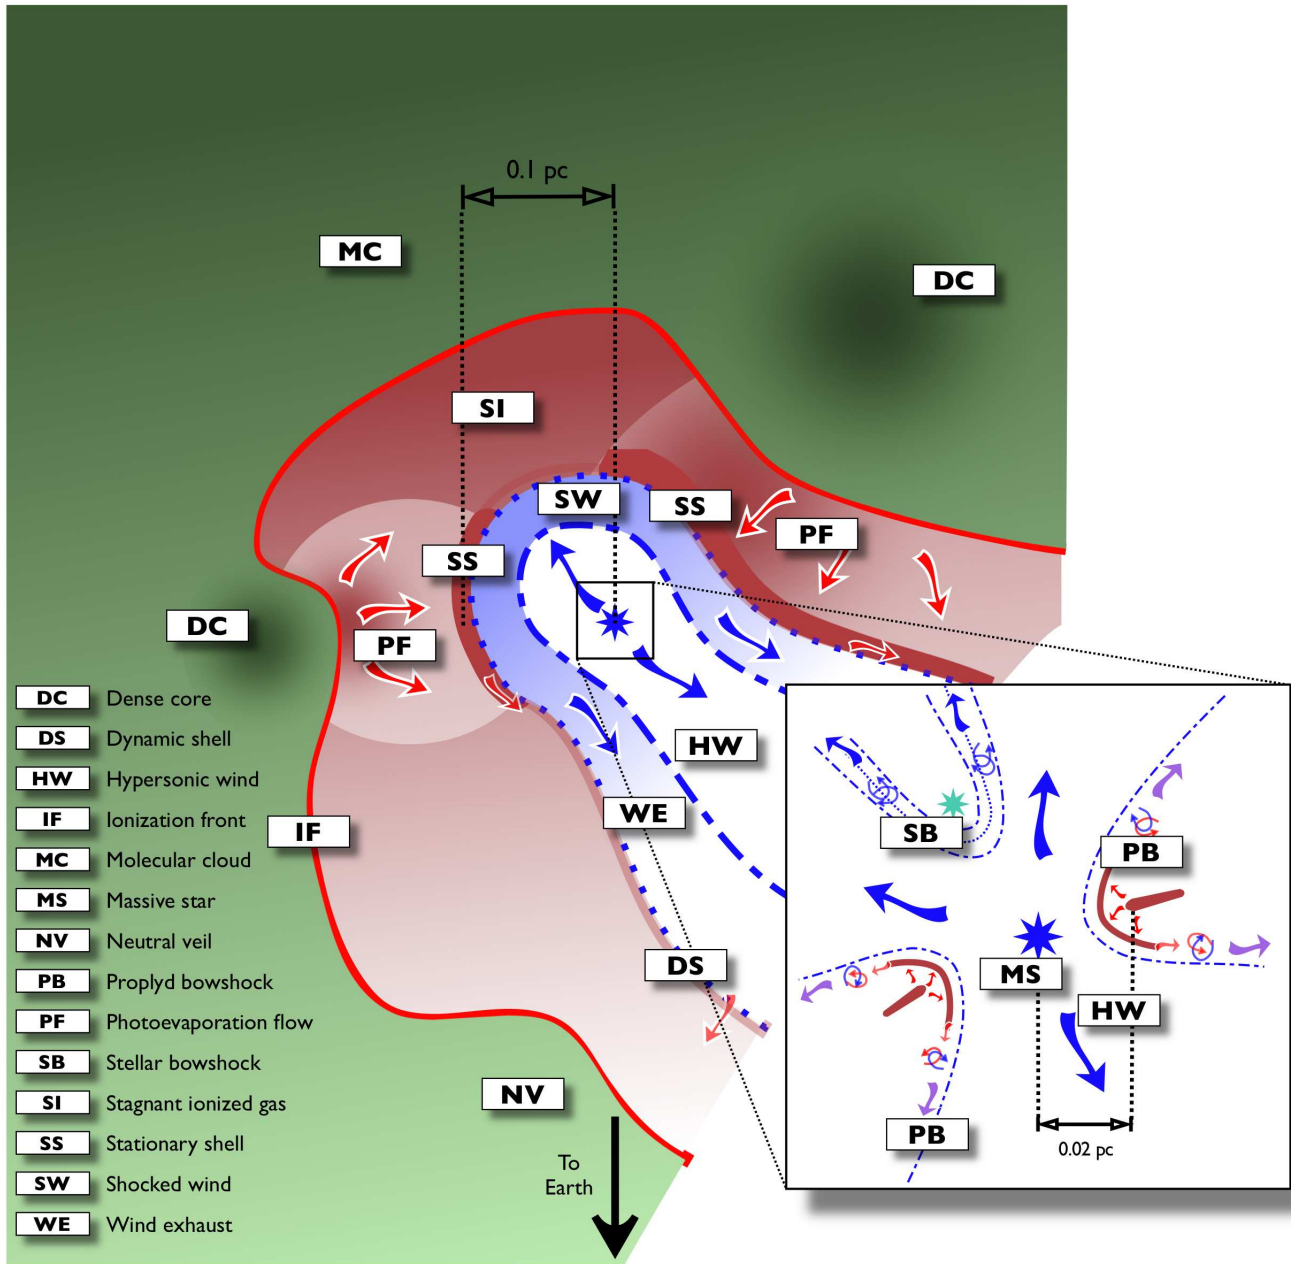 0.1 pc
MC
DC
SI
SW
SS
PF
SS
DC
PF
HW
WE
IF
DS
NV
To
Earth
DC Dense core
DS Dynamic shell
HW Hypersonic wind
IF Ionization front
MC Molecular cloud
MS Massive star
NV Neutral veil
PB Proplyd bowshock
PF Photoevaporation flow
SB Stellar bowshock
SI Stagnant ionized gas
SS Stationary shell
SW Shocked wind
WE Wind exhaust
SB
PB
MS
HW
PB
0.02 pc